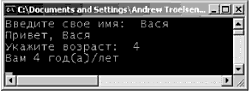 C:\Documents and Settings\Andrew Troelsen...
Введите свое имя:  Вася
Привет, Вася
Укажите возраст:  4
Вам 4 год(а)/лет